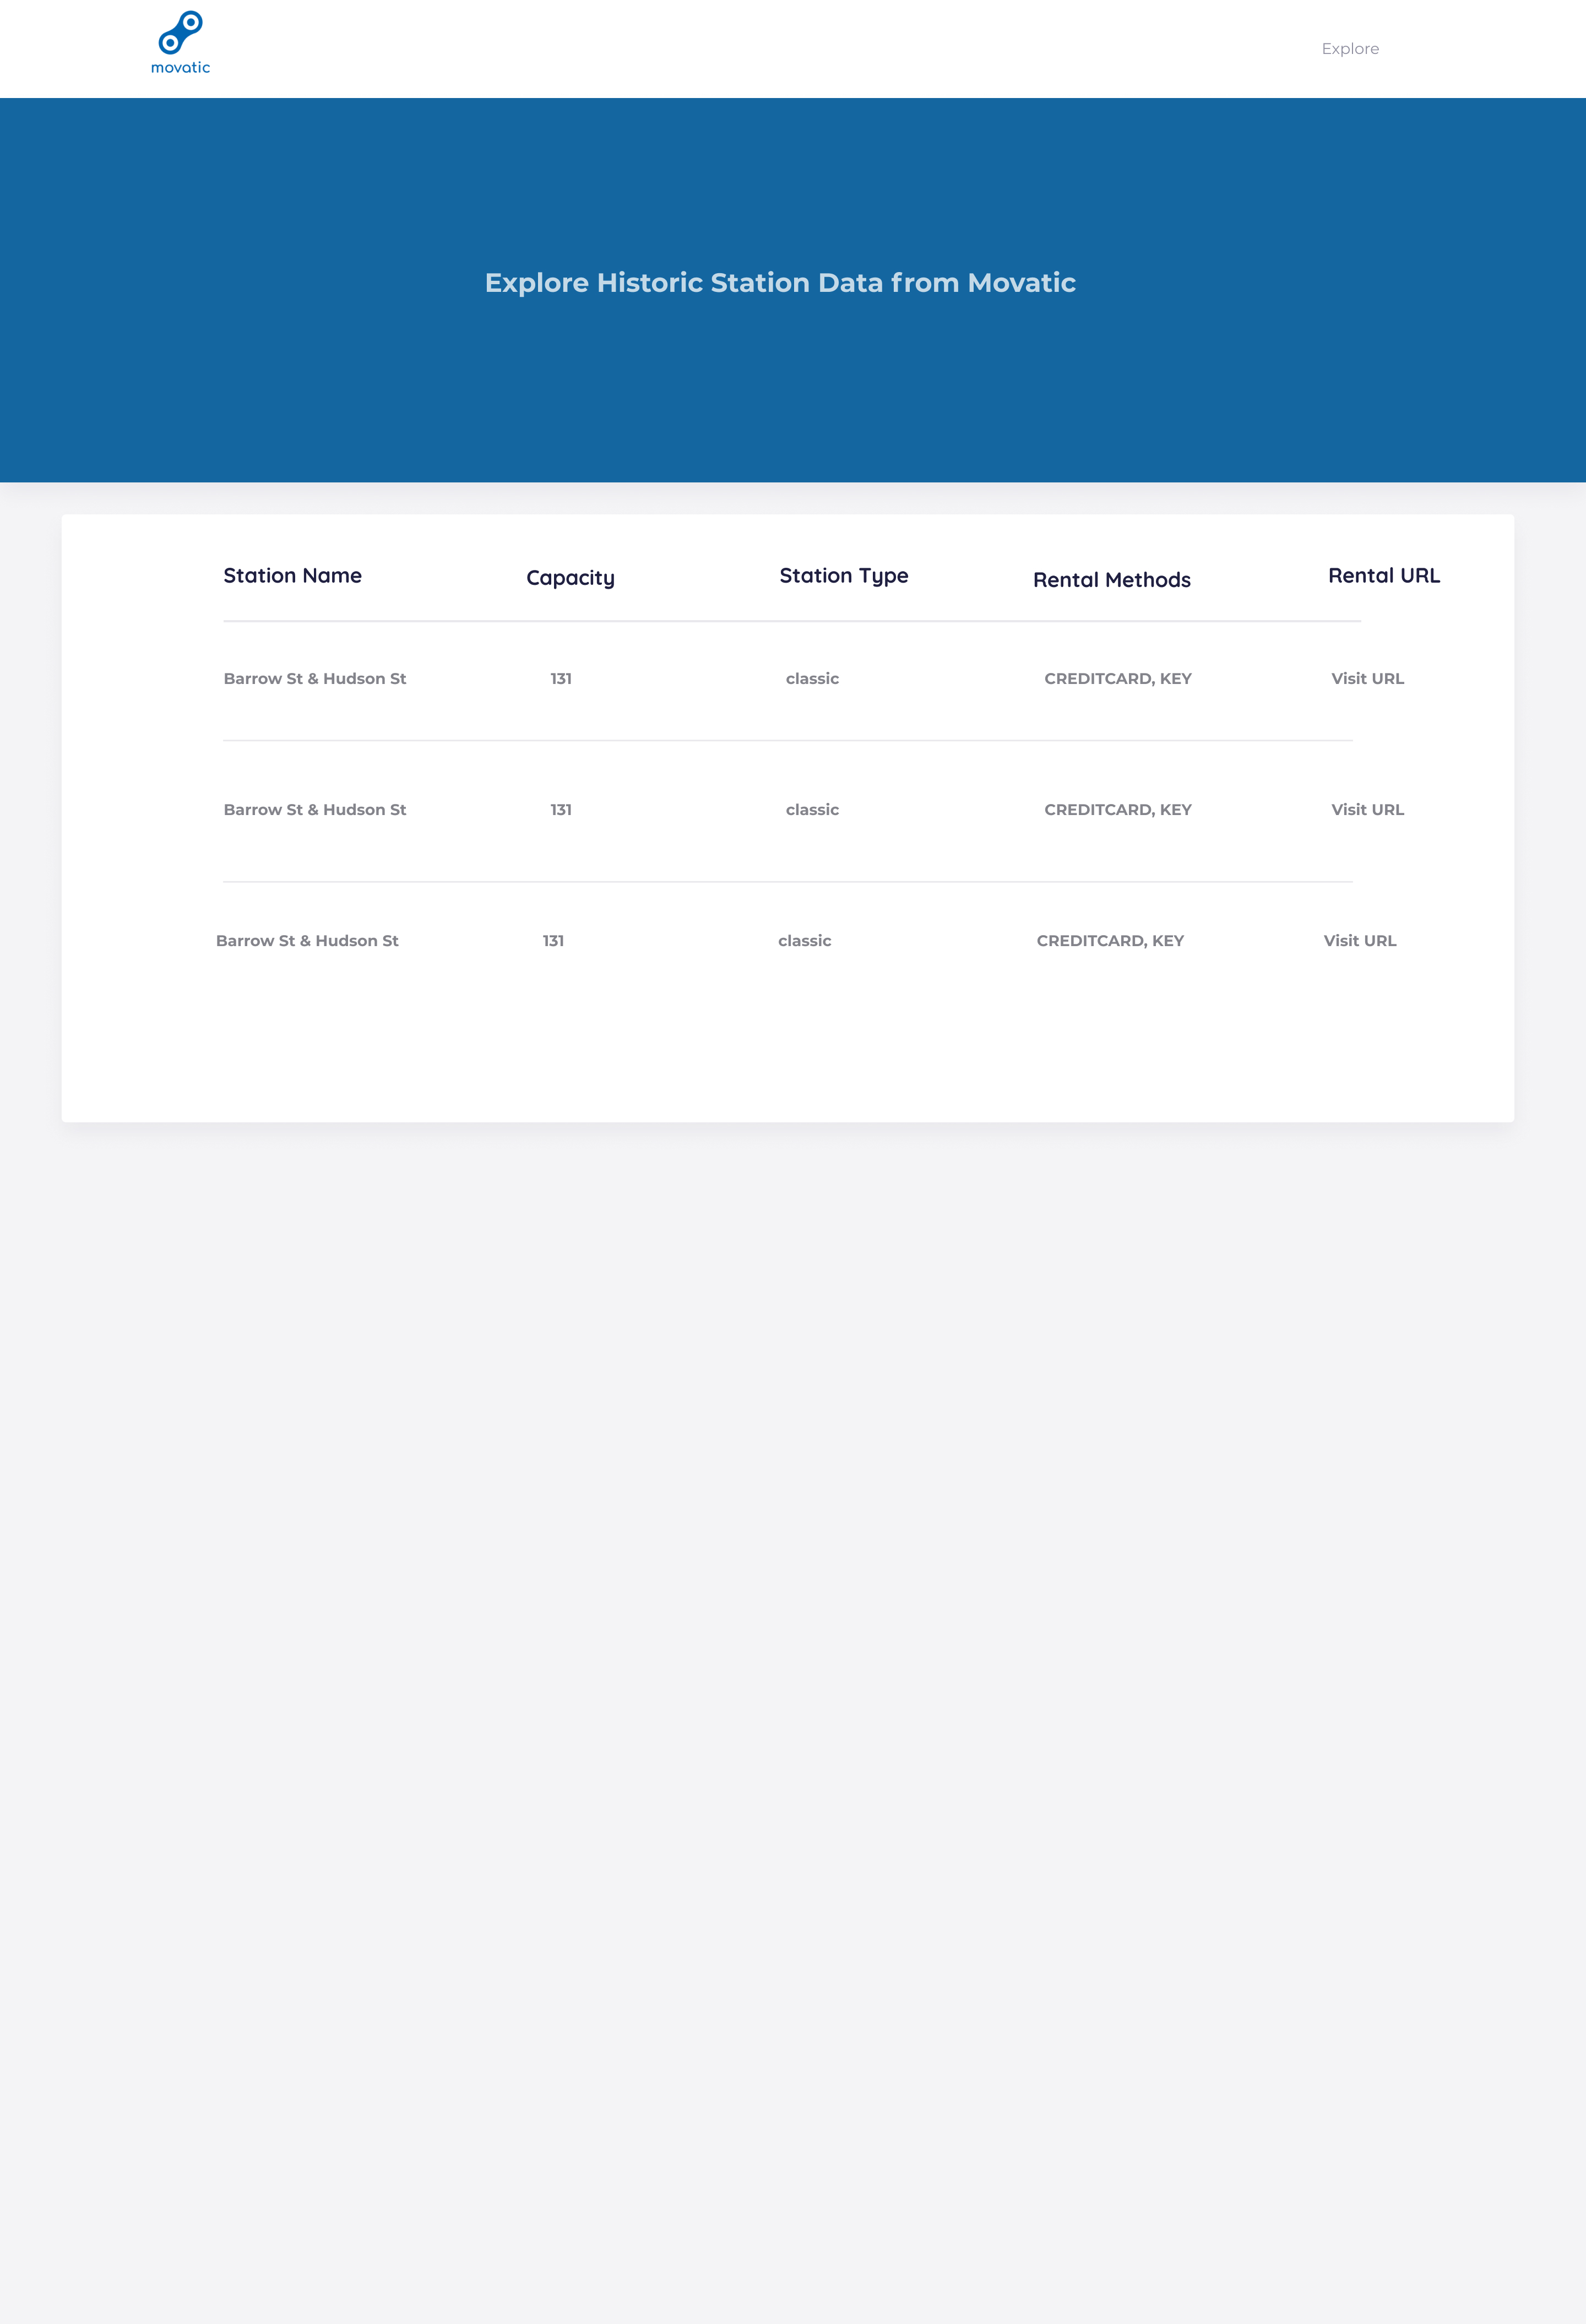 movatic
Explore
Explore Historic Station Data from Movatic
Station Name Capacity Station Type Rental Methods Rental URL
Barrow St & Hudson St 131 classic CREDITCARD, KEY Visit URL
Barrow St & Hudson St 131 classic CREDITCARD, KEY Visit URL
Barrow St & Hudson St 131 classic CREDITCARD, KEY Visit URL